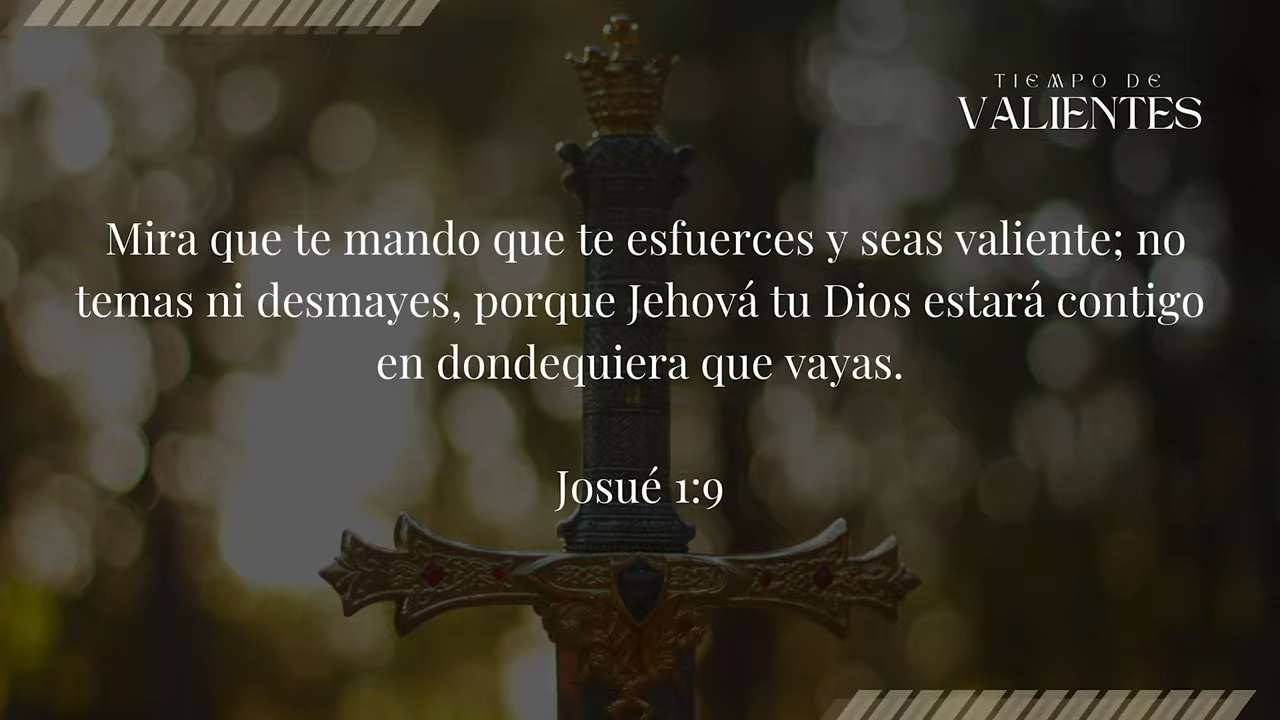 TIEMPO DE
VALIENTES
Mira que te mando que te esfuerces y seas valiente; no
temas ni desmayes, porque Jehová tu Dios estará contigo
en dondequiera que vayas.
Josué 1:9